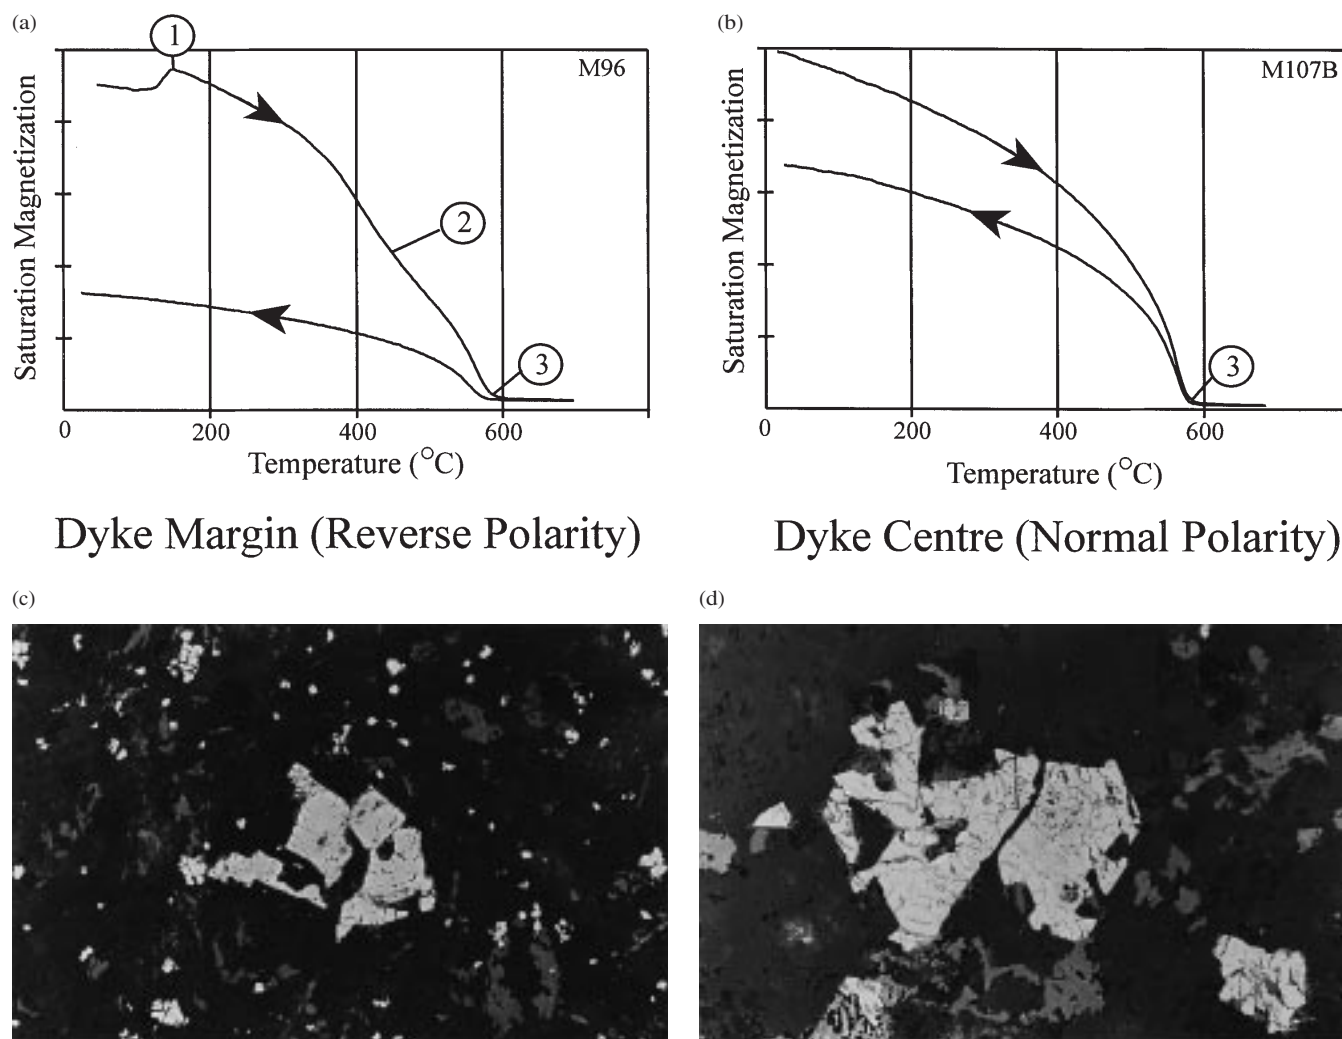 (a)
1
M96
Saturation Magnetization
2
3
0 200 400 600
Temperature (°C)
Dyke Margin (Reverse Polarity)
(b)
M107B
Saturation Magnetization
3
0 200 400 600
Temperature (°C)
Dyke Centre (Normal Polarity)
(c)
(d)